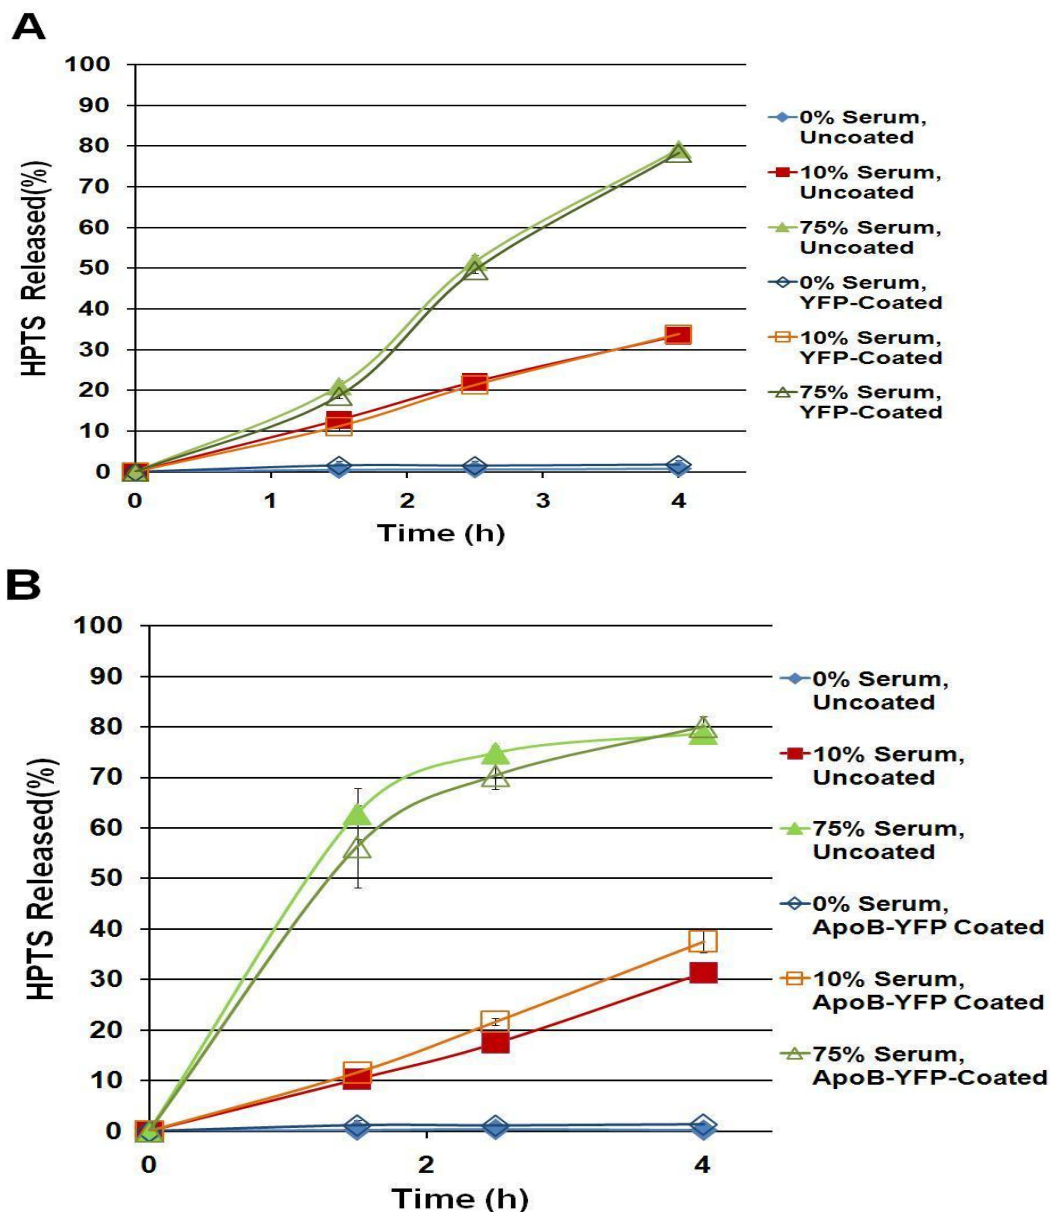 A
100
90
80
70
60
50
40
30
20
10
0
HPTS Released(%)
0 1 2 3 4
Time (h)
0% Serum,
Uncoated
10% Serum,
Uncoated
75% Serum,
Uncoated
0% Serum,
YFP-Coated
10% Serum,
YFP-Coated
75% Serum,
YFP-Coated
B
100
90
80
70
60
50
40
30
20
10
0
HPTS Released(%)
0 2 4
Time (h)
0% Serum,
Uncoated
10% Serum,
Uncoated
75% Serum,
Uncoated
0% Serum,
ApoB-YFP Coated
10% Serum,
ApoB-YFP Coated
75% Serum,
ApoB-YFP-Coated